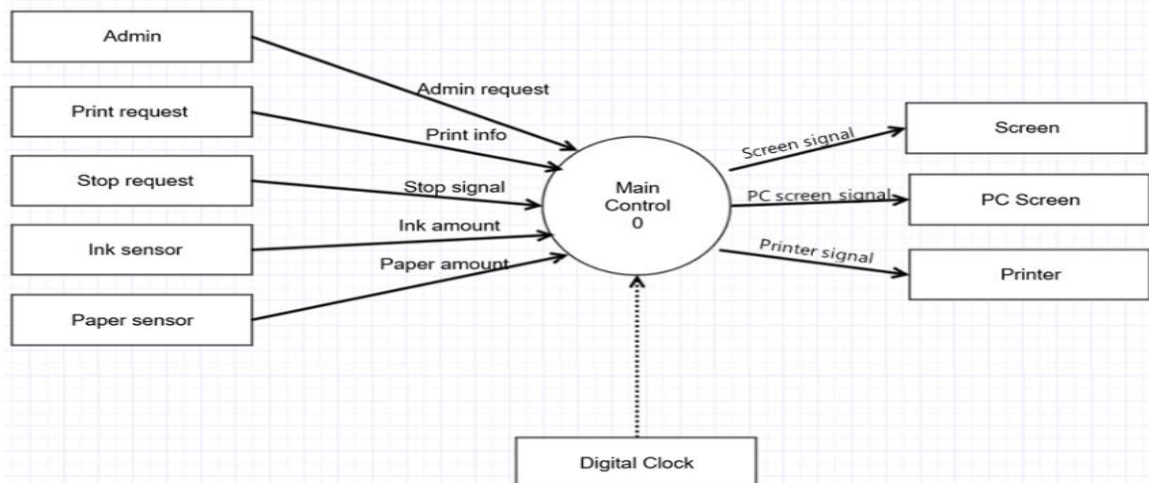 Admin
Admin request
Print request
Print info
Stop request
Stop signal
Ink sensor
Ink amount
Paper sensor
Paper amount
Main
Control
0
Screen signal
Screen
PC screen signal
PC Screen
Printer signal
Printer
Digital Clock